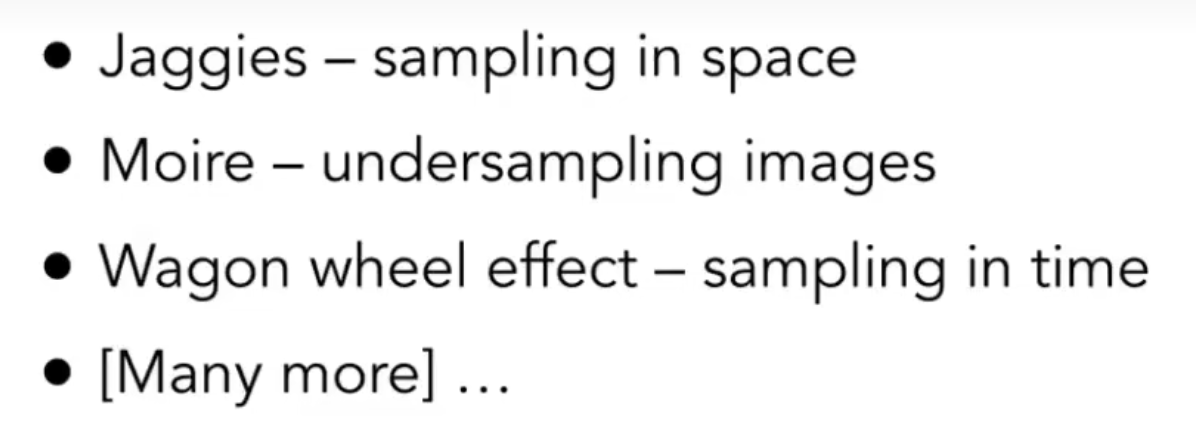 • Jaggies – sampling in space
• Moire – undersampling images
• Wagon wheel effect – sampling in time
• [Many more] …